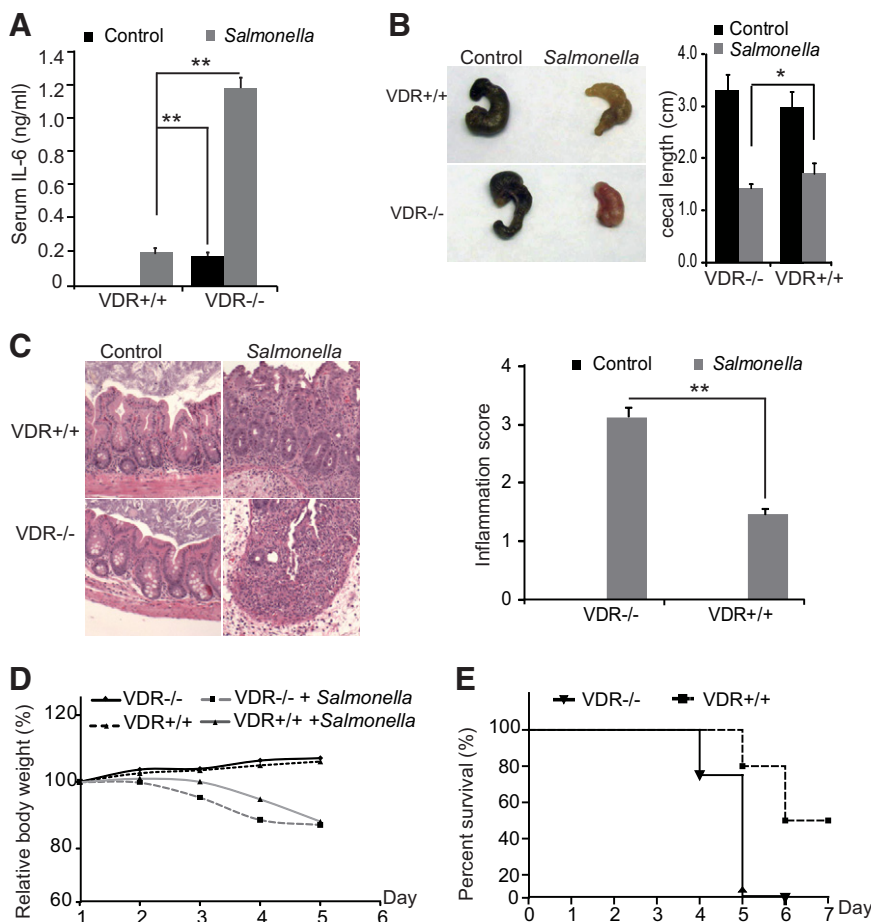 A
Control Salmonella
Serum IL-6 (ng/ml)
1.4
1.2
1.0
0.8
0.6
0.4
0.2
0
**
**
VDR+/+ VDR-/-
B
Control Salmonella
VDR+/+
VDR-/-
Control
Salmonella
cecal length (cm)
4.0
3.0
2.0
1.0
0.0
*
VDR-/- VDR+/+
C
Control Salmonella
VDR+/+
VDR-/-
Control Salmonella
Inflammation score
4
3
2
1
0
**
VDR-/- VDR+/+
D
VDR-/- VDR-/- + Salmonella
VDR+/+ VDR+/+ +Salmonella
Relative body weight (%)
120
100
80
60
1 2 3 4 5 6 Day
E
VDR-/- VDR+/+
Percent survival (%)
100
80
60
40
20
0
0 1 2 3 4 5 6 7 Day